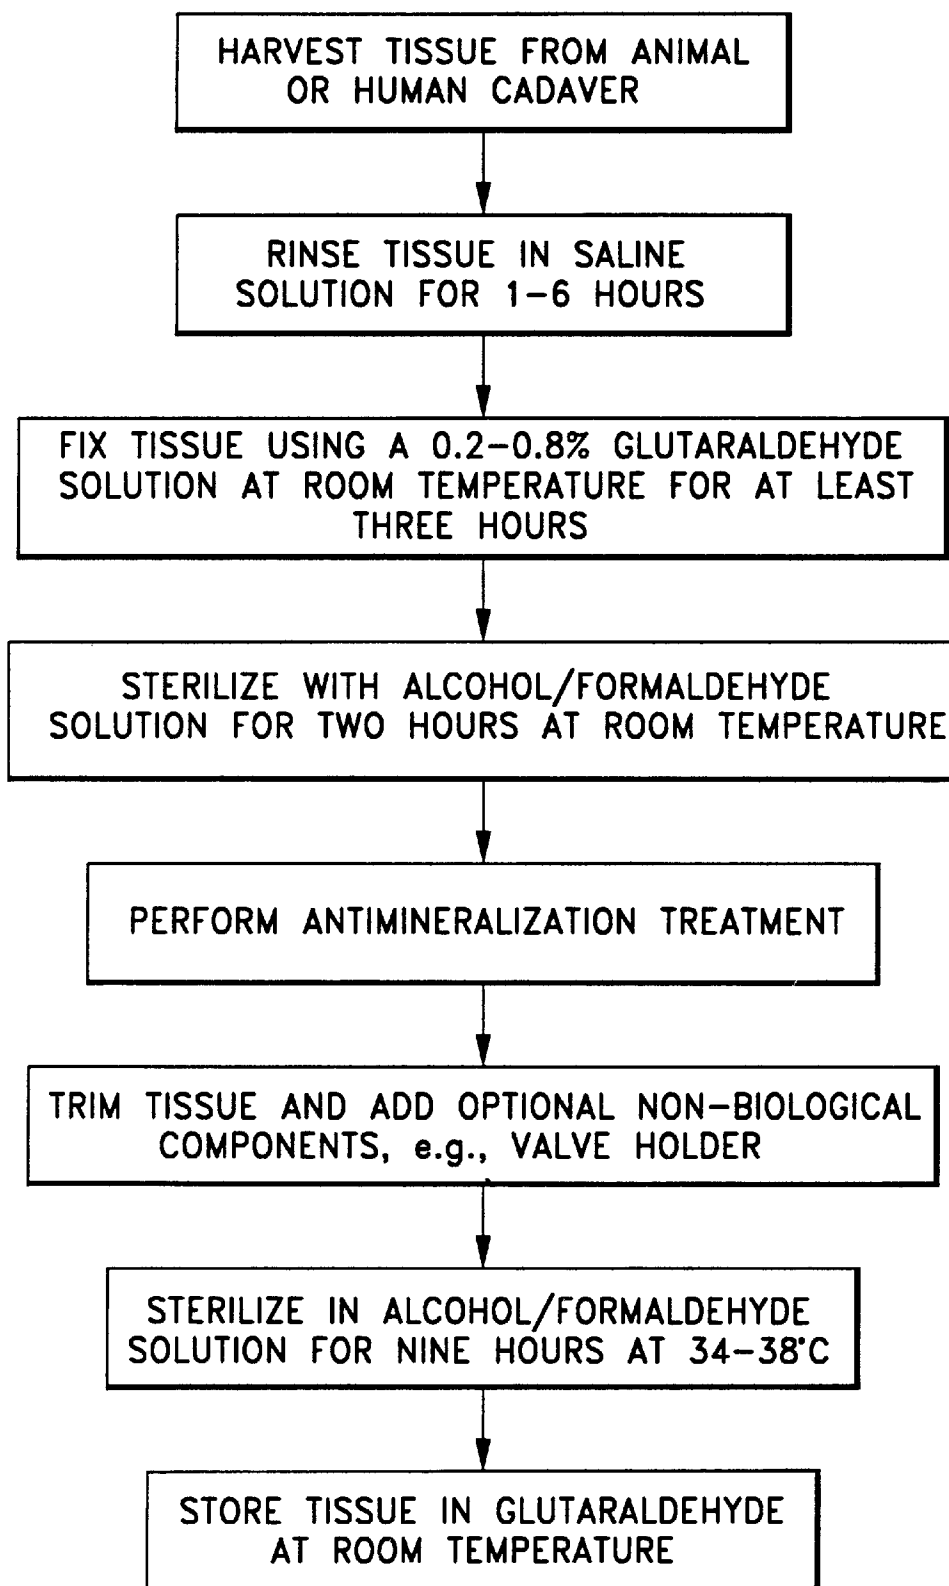 HARVEST TISSUE FROM ANIMAL
OR HUMAN CADAVER
RINSE TISSUE IN SALINE
SOLUTION FOR 1-6 HOURS
FIX TISSUE USING A 0.2-0.8% GLUTARALDEHYDE
SOLUTION AT ROOM TEMPERATURE FOR AT LEAST
THREE HOURS
STERILIZE WITH ALCOHOL/FORMALDEHYDE
SOLUTION FOR TWO HOURS AT ROOM TEMPERATURE
PERFORM ANTIMINERALIZATION TREATMENT
TRIM TISSUE AND ADD OPTIONAL NON-BIOLOGICAL
COMPONENTS, e.g., VALVE HOLDER
STERILIZE IN ALCOHOL/FORMALDEHYDE
SOLUTION FOR NINE HOURS AT 34-38°C
STORE TISSUE IN GLUTARALDEHYDE
AT ROOM TEMPERATURE